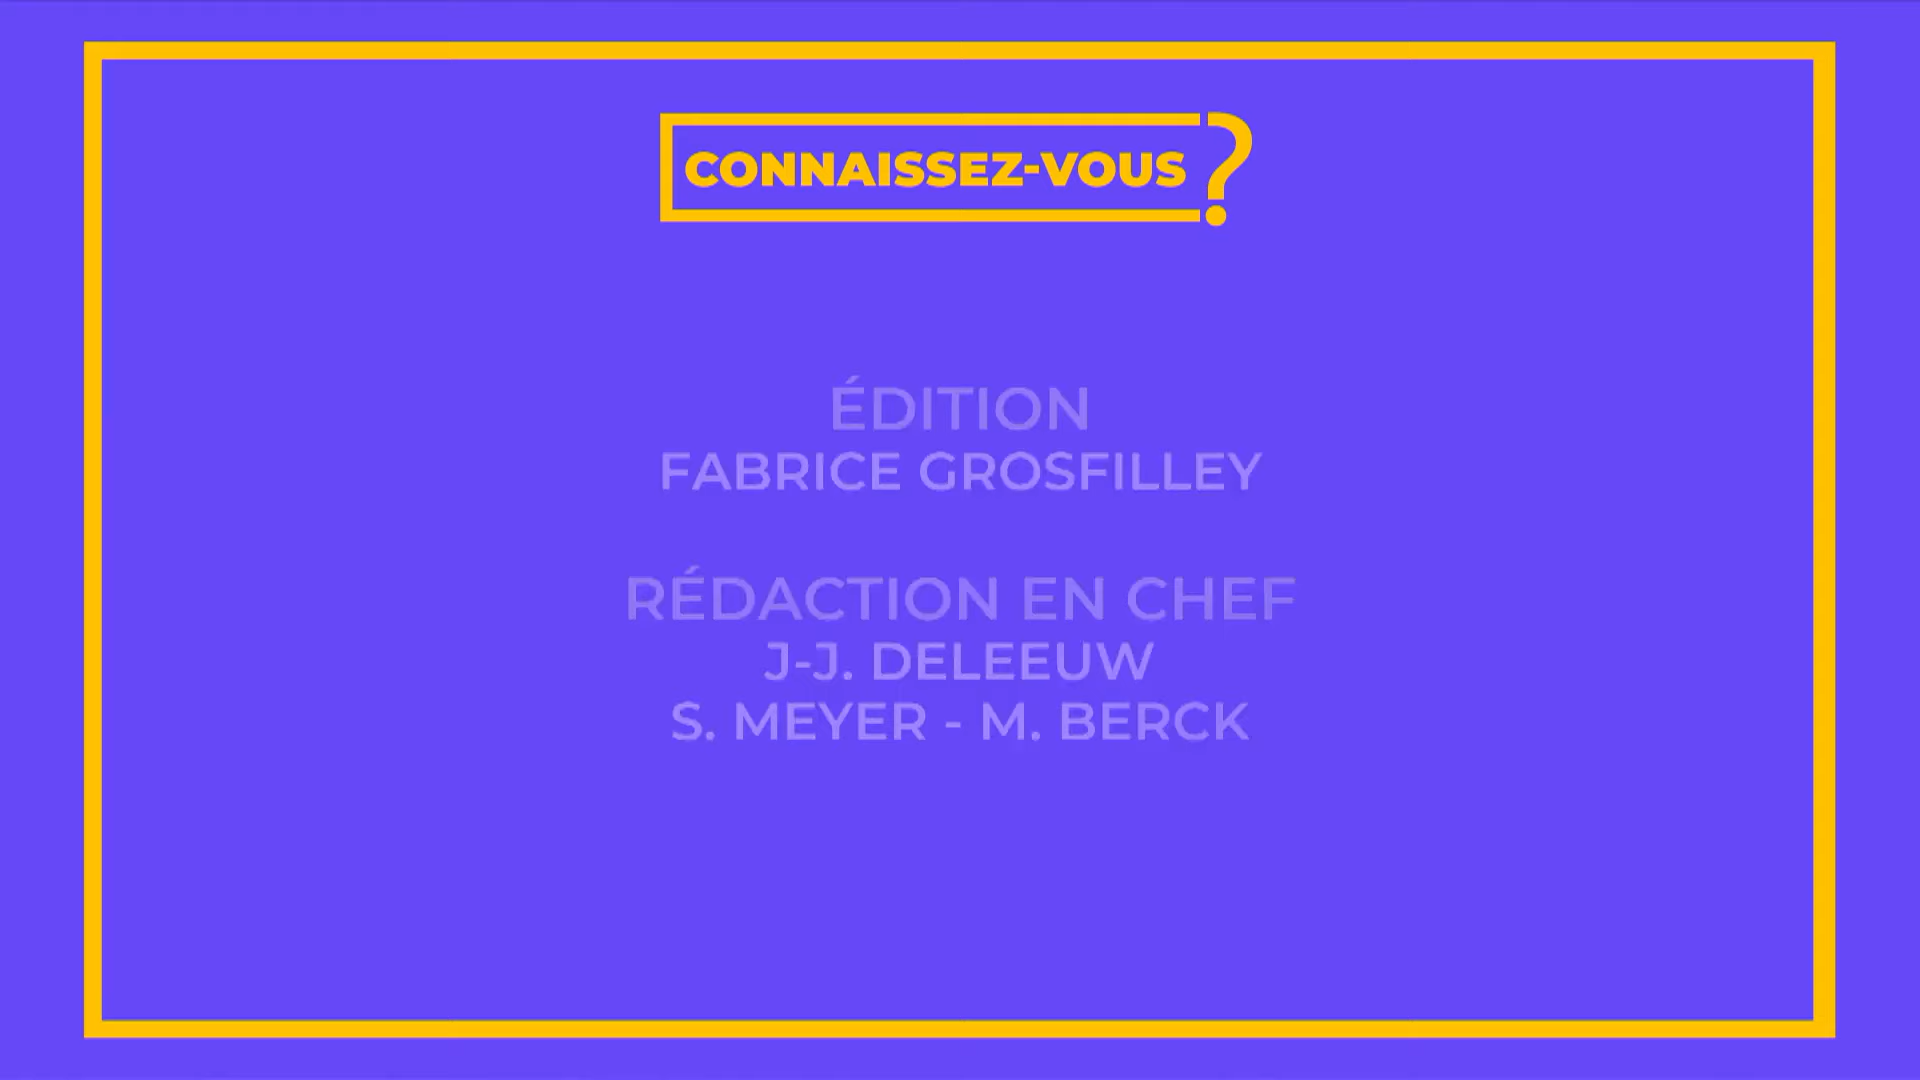 CONNAISSEZ-VOUS ?
ÉDITION
FABRICE GROSFILLEY
RÉDACTION EN CHEF
J-J. DELEEUW
S. MEYER - M. BERCK